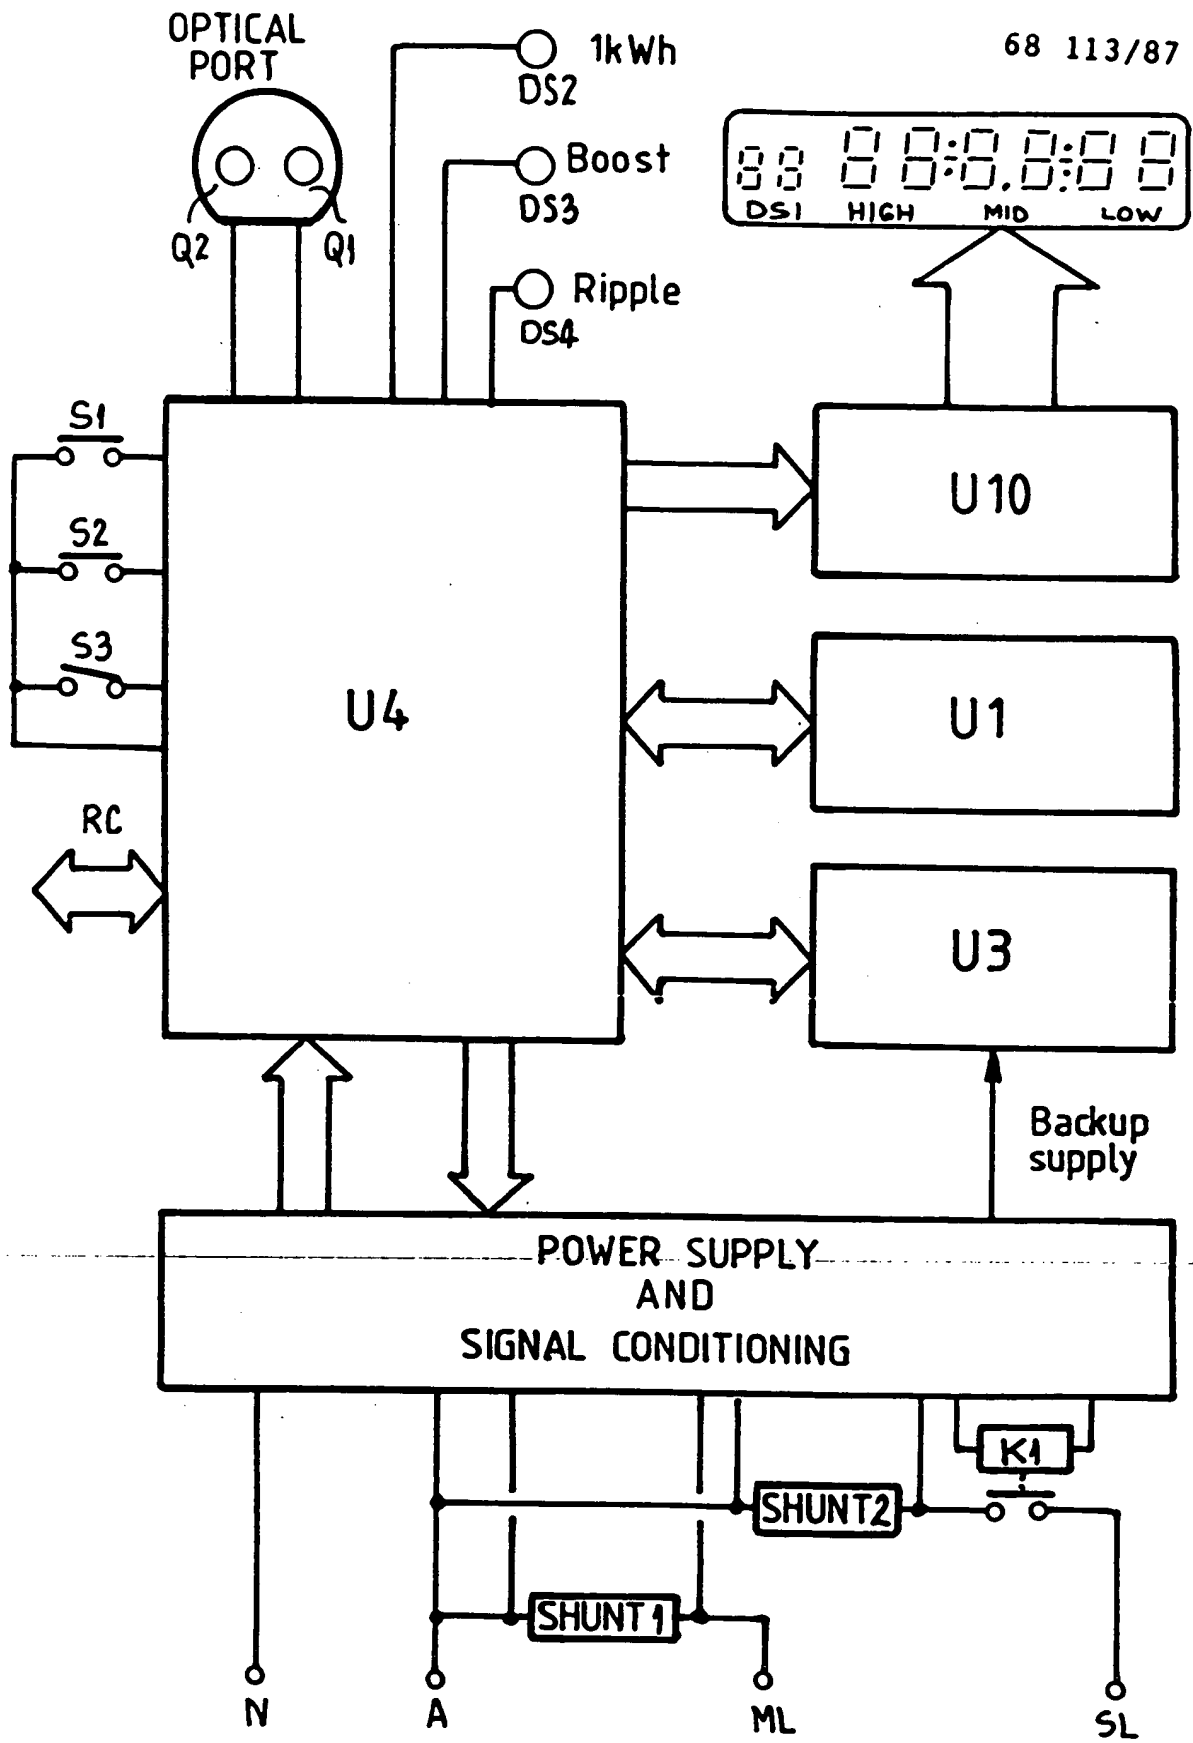 OPTICAL
PORT
1kWh
DS2
68 113/87
Boost
DS3
DS1 HIGH MID LOW
Q2 Q1
Ripple
DS4
S1
S2
S3
U4
U10
U1
RC
U3
Backup
supply
POWER SUPPLY
AND
SIGNAL CONDITIONING
K1
SHUNT2
SHUNT1
N A ML SL